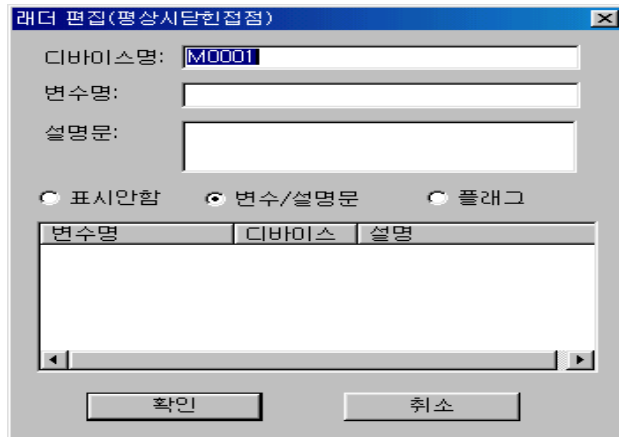 래더 편집(평상시닫힌접점)
디바이스명: M0001
변수명:
설명문:
표시안함 변수/설명문 플래그
변수명 디바이스 설명
확인 취소